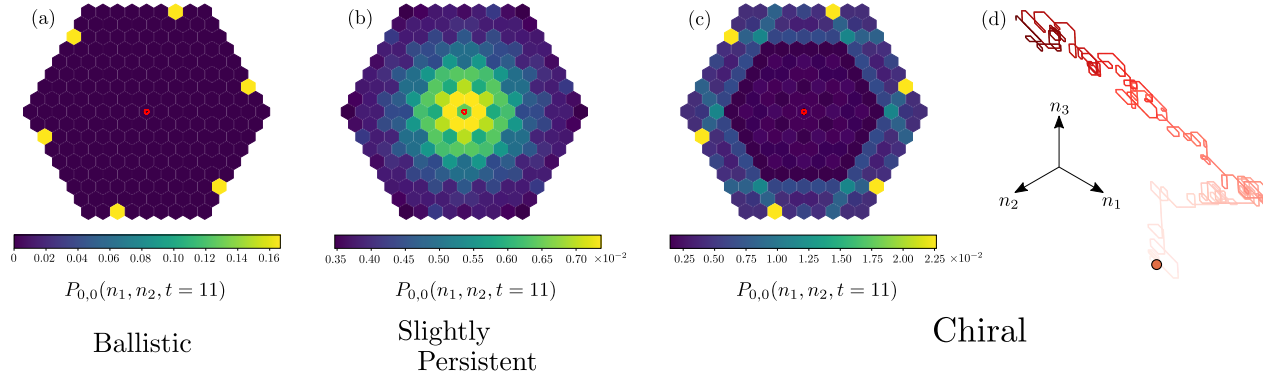 (a)
(b)
(c)
(d)
n₃
n₂
n₁
0 0.02 0.04 0.06 0.08 0.10 0.12 0.14 0.16
0.35 0.40 0.45 0.50 0.55 0.60 0.65 0.70 ×10⁻²
0.25 0.50 0.75 1.00 1.25 1.50 1.75 2.00 2.25 ×10⁻²
P₀,₀(n₁, n₂, t = 11)
P₀,₀(n₁, n₂, t = 11)
P₀,₀(n₁, n₂, t = 11)
Ballistic
Slightly
Persistent
Chiral